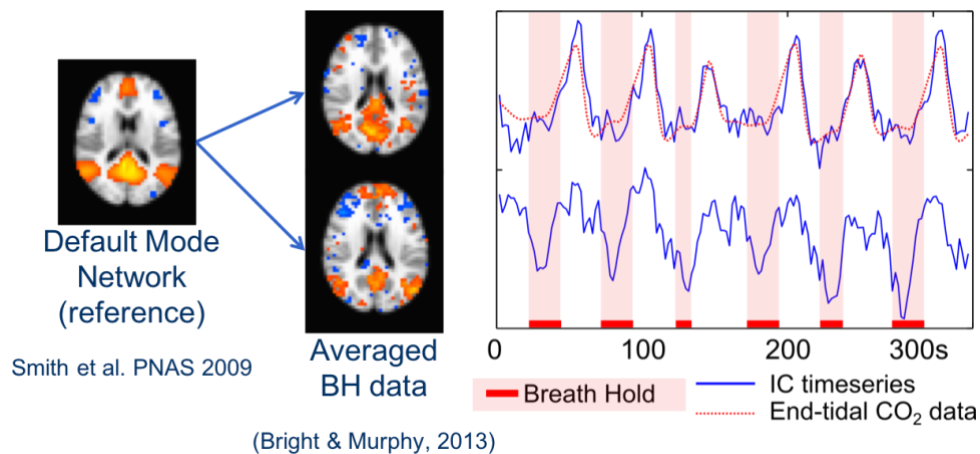 Default Mode
Network
(reference)
Smith et al. PNAS 2009
Averaged
BH data
(Bright & Murphy, 2013)
0 100 200 300s
Breath Hold
IC timeseries
End-tidal CO₂ data